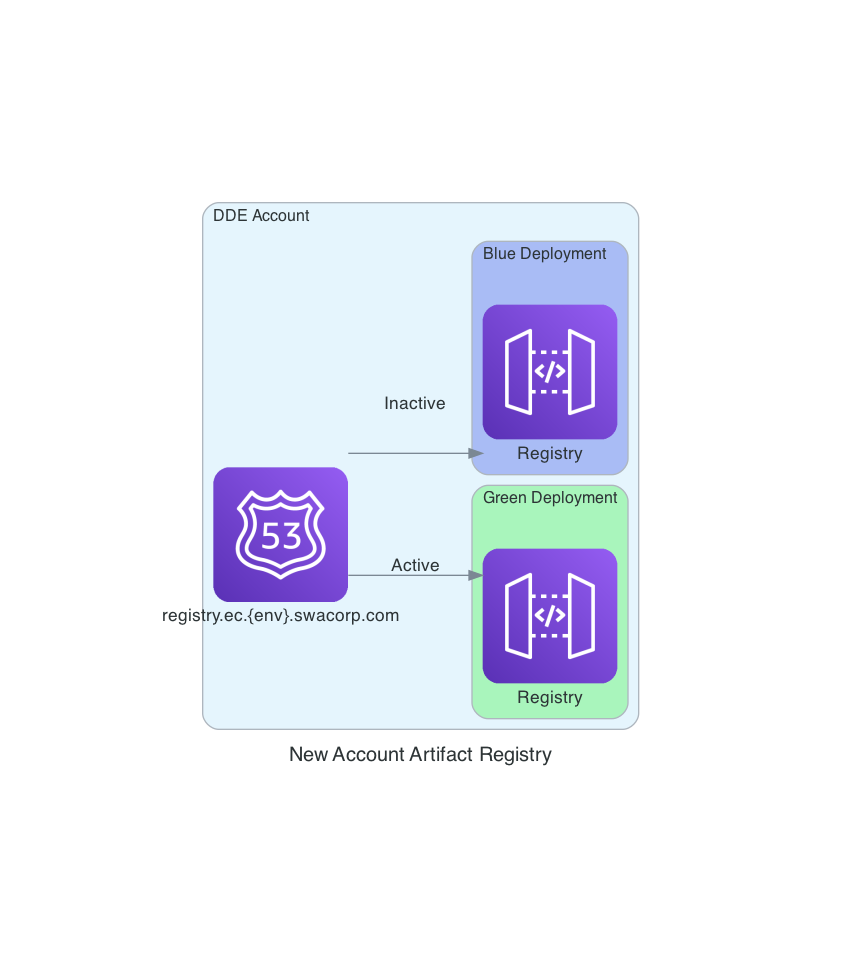 DDE Account
Blue Deployment
</>
Inactive
Registry
53
Green Deployment
Active
</>
registry.ec.{env}.swacorp.com
Registry
New Account Artifact Registry